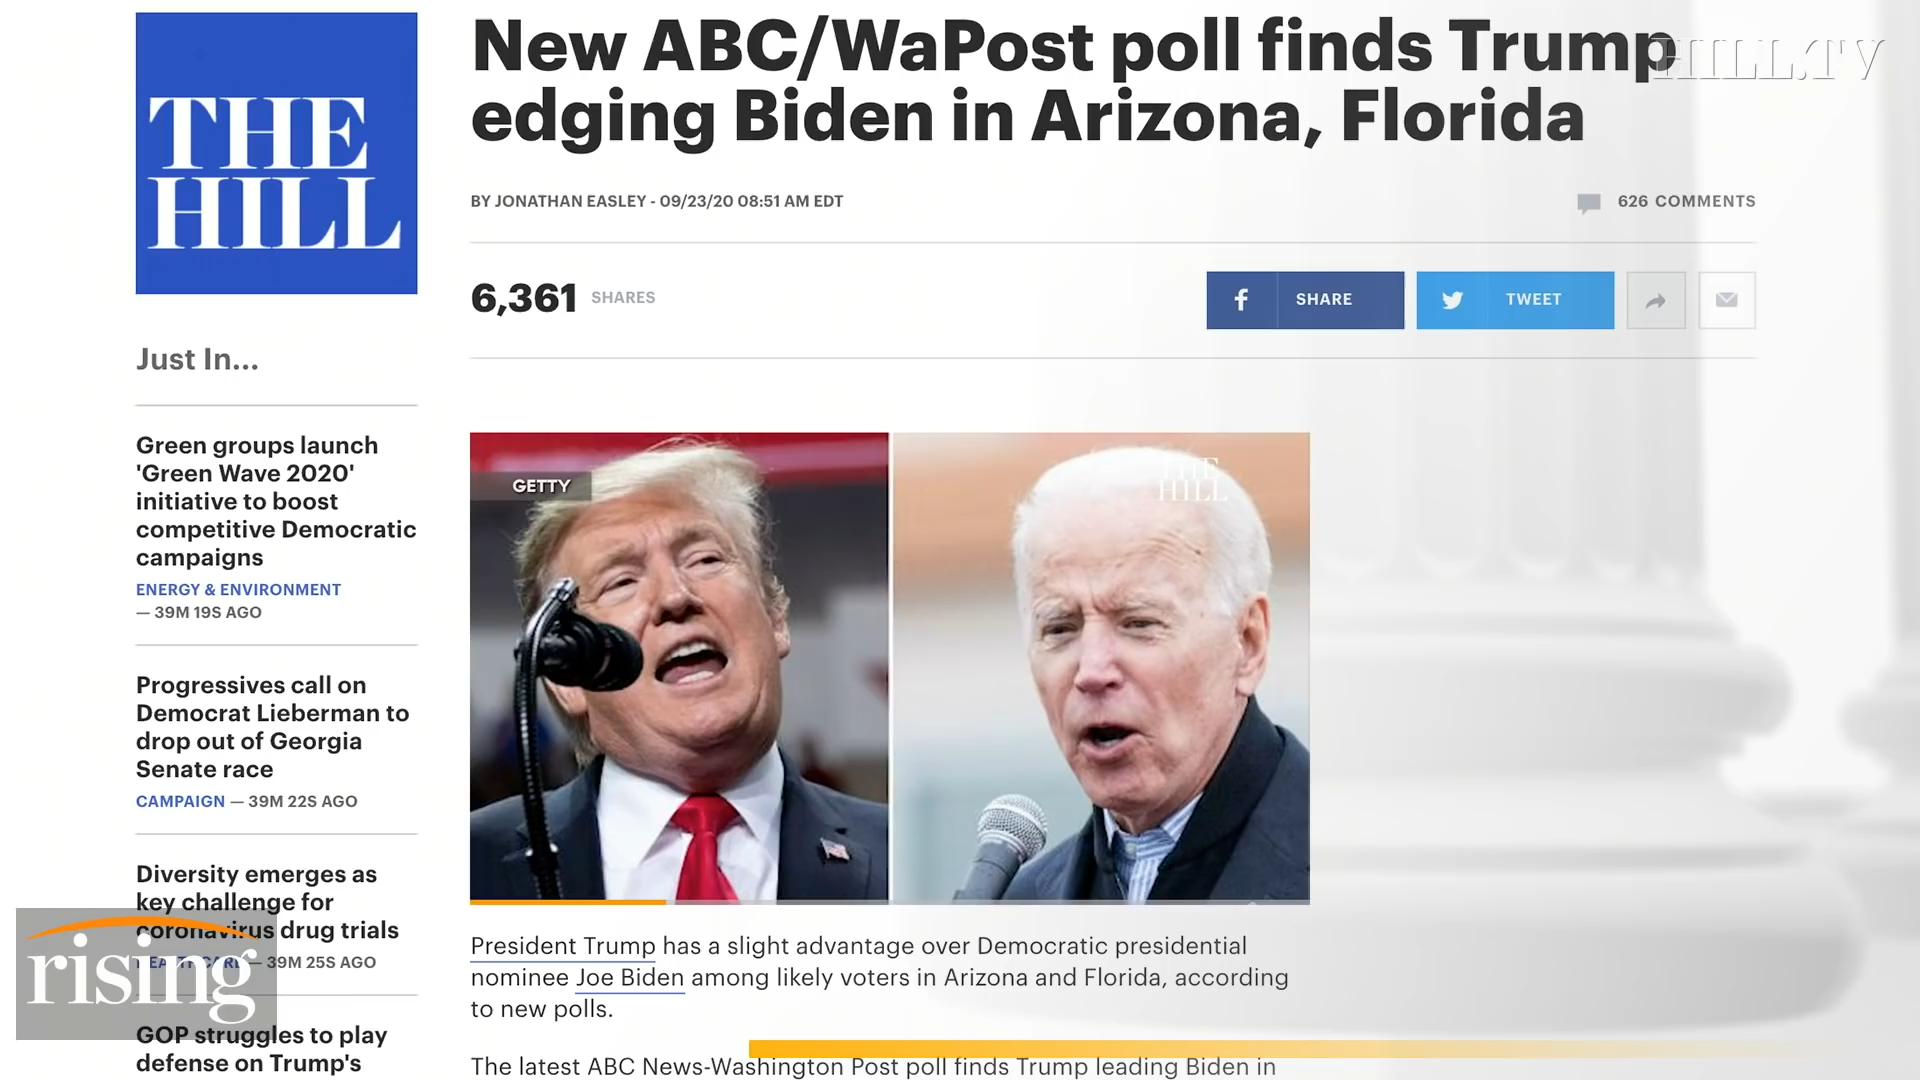 New ABC/WaPost poll finds Trump
edging Biden in Arizona, Florida
HILL.TV
THE
HILL
BY JONATHAN EASLEY - 09/23/20 08:51 AM EDT
626 COMMENTS
6,361 SHARES
SHARE
TWEET
Just In...
Green groups launch
'Green Wave 2020'
initiative to boost
competitive Democratic
campaigns
ENERGY & ENVIRONMENT
— 39M 19S AGO
Progressives call on
Democrat Lieberman to
drop out of Georgia
Senate race
CAMPAIGN — 39M 22S AGO
Diversity emerges as
key challenge for
coronavirus drug trials
HEALTHCARE — 39M 25S AGO
rising
GOP struggles to play
defense on Trump's
GETTY
THE
HILL
President Trump has a slight advantage over Democratic presidential
nominee Joe Biden among likely voters in Arizona and Florida, according
to new polls.
The latest ABC News-Washington Post poll finds Trump leading Biden in